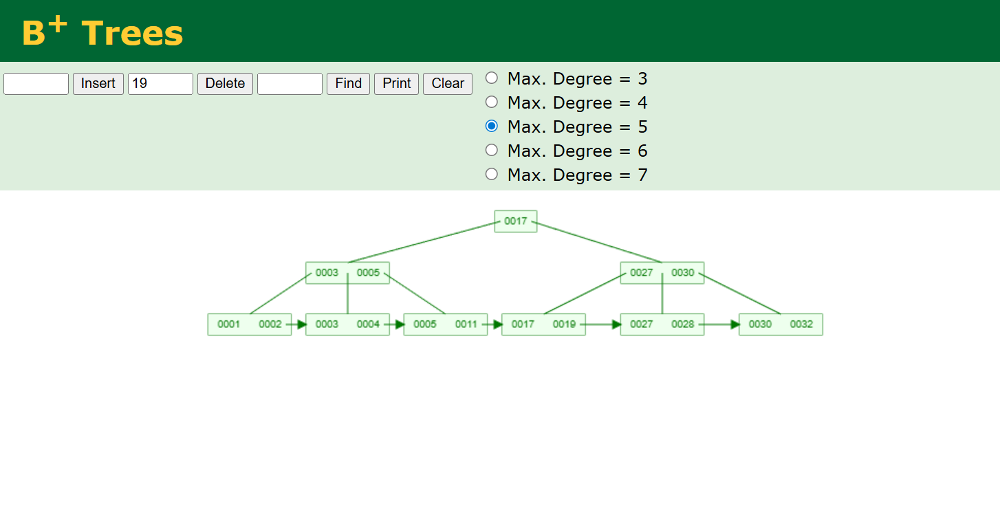 B+ Trees
Insert 19 Delete Find Print Clear
Max. Degree = 3
Max. Degree = 4
Max. Degree = 5
Max. Degree = 6
Max. Degree = 7
0017
0003 0005 0027 0030
0001 0002 0003 0004 0005 0011 0017 0019 0027 0028 0030 0032